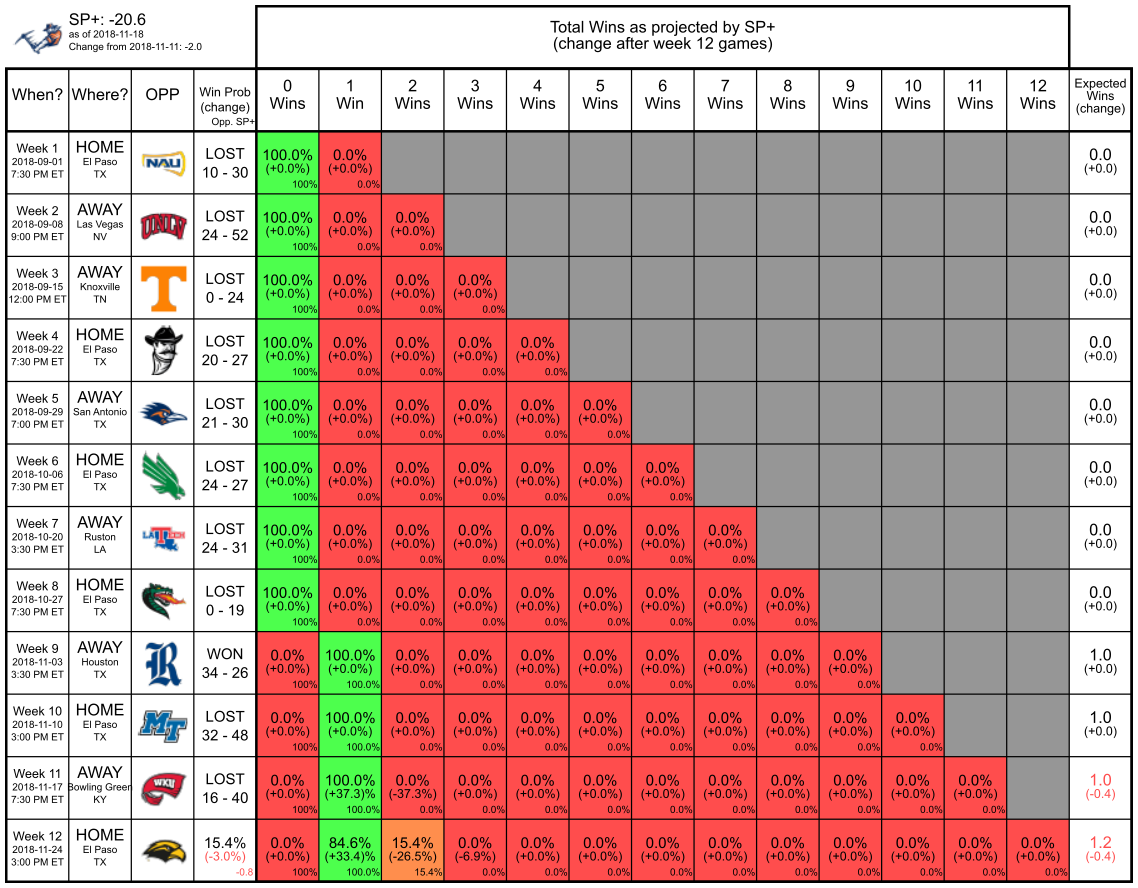 SP+: -20.6
as of 2018-11-18
Change from 2018-11-11: -2.0
Total Wins as projected by SP+
(change after week 12 games)
When? Where? OPP Win Prob (change) Opp. SP+ 0 Wins 1 Win 2 Wins 3 Wins 4 Wins 5 Wins 6 Wins 7 Wins 8 Wins 9 Wins 10 Wins 11 Wins 12 Wins Expected Wins (change)
Week 1 HOME LOST 100.0% 0.0% 0.0
2018-09-01 El Paso NAU (+0.0%) (+0.0%) (+0.0)
7:30 PM ET TX 10 - 30 100% 0.0%
Week 2 AWAY LOST 100.0% 0.0% 0.0% 0.0
2018-09-08 Las Vegas UNLV (+0.0%) (+0.0%) (+0.0%) (+0.0)
9:00 PM ET NV 24 - 52 100% 0.0% 0.0%
Week 3 AWAY LOST 100.0% 0.0% 0.0% 0.0% 0.0
2018-09-15 Knoxville T (+0.0%) (+0.0%) (+0.0%) (+0.0%) (+0.0)
12:00 PM ET TN 0 - 24 100% 0.0% 0.0% 0.0%
Week 4 HOME LOST 100.0% 0.0% 0.0% 0.0% 0.0% 0.0
2018-09-22 El Paso (+0.0%) (+0.0%) (+0.0%) (+0.0%) (+0.0%) (+0.0)
7:30 PM ET TX 20 - 27 100% 0.0% 0.0% 0.0% 0.0%
Week 5 AWAY LOST 100.0% 0.0% 0.0% 0.0% 0.0% 0.0% 0.0
2018-09-29 San Antonio (+0.0%) (+0.0%) (+0.0%) (+0.0%) (+0.0%) (+0.0%) (+0.0)
7:00 PM ET TX 21 - 30 100% 0.0% 0.0% 0.0% 0.0% 0.0%
Week 6 HOME LOST 100.0% 0.0% 0.0% 0.0% 0.0% 0.0% 0.0% 0.0
2018-10-06 El Paso (+0.0%) (+0.0%) (+0.0%) (+0.0%) (+0.0%) (+0.0%) (+0.0%) (+0.0)
7:30 PM ET TX 24 - 27 100% 0.0% 0.0% 0.0% 0.0% 0.0% 0.0%
Week 7 AWAY LOST 100.0% 0.0% 0.0% 0.0% 0.0% 0.0% 0.0% 0.0% 0.0
2018-10-20 Ruston LA TECH (+0.0%) (+0.0%) (+0.0%) (+0.0%) (+0.0%) (+0.0%) (+0.0%) (+0.0%) (+0.0)
3:30 PM ET LA 24 - 31 100% 0.0% 0.0% 0.0% 0.0% 0.0% 0.0% 0.0%
Week 8 HOME LOST 100.0% 0.0% 0.0% 0.0% 0.0% 0.0% 0.0% 0.0% 0.0% 0.0
2018-10-27 El Paso (+0.0%) (+0.0%) (+0.0%) (+0.0%) (+0.0%) (+0.0%) (+0.0%) (+0.0%) (+0.0%) (+0.0)
7:30 PM ET TX 0 - 19 100% 0.0% 0.0% 0.0% 0.0% 0.0% 0.0% 0.0% 0.0%
Week 9 AWAY WON 0.0% 100.0% 0.0% 0.0% 0.0% 0.0% 0.0% 0.0% 0.0% 0.0% 1.0
2018-11-03 Houston R (+0.0%) (+0.0%) (+0.0%) (+0.0%) (+0.0%) (+0.0%) (+0.0%) (+0.0%) (+0.0%) (+0.0%) (+0.0)
3:30 PM ET TX 34 - 26 100% 100.0% 0.0% 0.0% 0.0% 0.0% 0.0% 0.0% 0.0% 0.0%
Week 10 HOME LOST 0.0% 100.0% 0.0% 0.0% 0.0% 0.0% 0.0% 0.0% 0.0% 0.0% 0.0% 1.0
2018-11-10 El Paso MT (+0.0%) (+0.0%) (+0.0%) (+0.0%) (+0.0%) (+0.0%) (+0.0%) (+0.0%) (+0.0%) (+0.0%) (+0.0%) (+0.0)
3:00 PM ET TX 32 - 48 100% 100.0% 0.0% 0.0% 0.0% 0.0% 0.0% 0.0% 0.0% 0.0% 0.0%
Week 11 AWAY LOST 0.0% 100.0% 0.0% 0.0% 0.0% 0.0% 0.0% 0.0% 0.0% 0.0% 0.0% 0.0% 1.0
2018-11-17 Bowling Green WKU (+0.0%) (+37.3)% (-37.3%) (+0.0%) (+0.0%) (+0.0%) (+0.0%) (+0.0%) (+0.0%) (+0.0%) (+0.0%) (+0.0%) (-0.4)
7:30 PM ET KY 16 - 40 100% 100.0% 0.0% 0.0% 0.0% 0.0% 0.0% 0.0% 0.0% 0.0% 0.0% 0.0%
Week 12 HOME 15.4% 0.0% 84.6% 15.4% 0.0% 0.0% 0.0% 0.0% 0.0% 0.0% 0.0% 0.0% 0.0% 0.0% 1.2
2018-11-24 El Paso (-3.0%) (+0.0%) (+33.4)% (-26.5%) (-6.9%) (+0.0%) (+0.0%) (+0.0%) (+0.0%) (+0.0%) (+0.0%) (+0.0%) (+0.0%) (+0.0%) (-0.4)
3:00 PM ET TX -0.8 100% 100.0% 15.4% 0.0% 0.0% 0.0% 0.0% 0.0% 0.0% 0.0% 0.0% 0.0% 0.0%